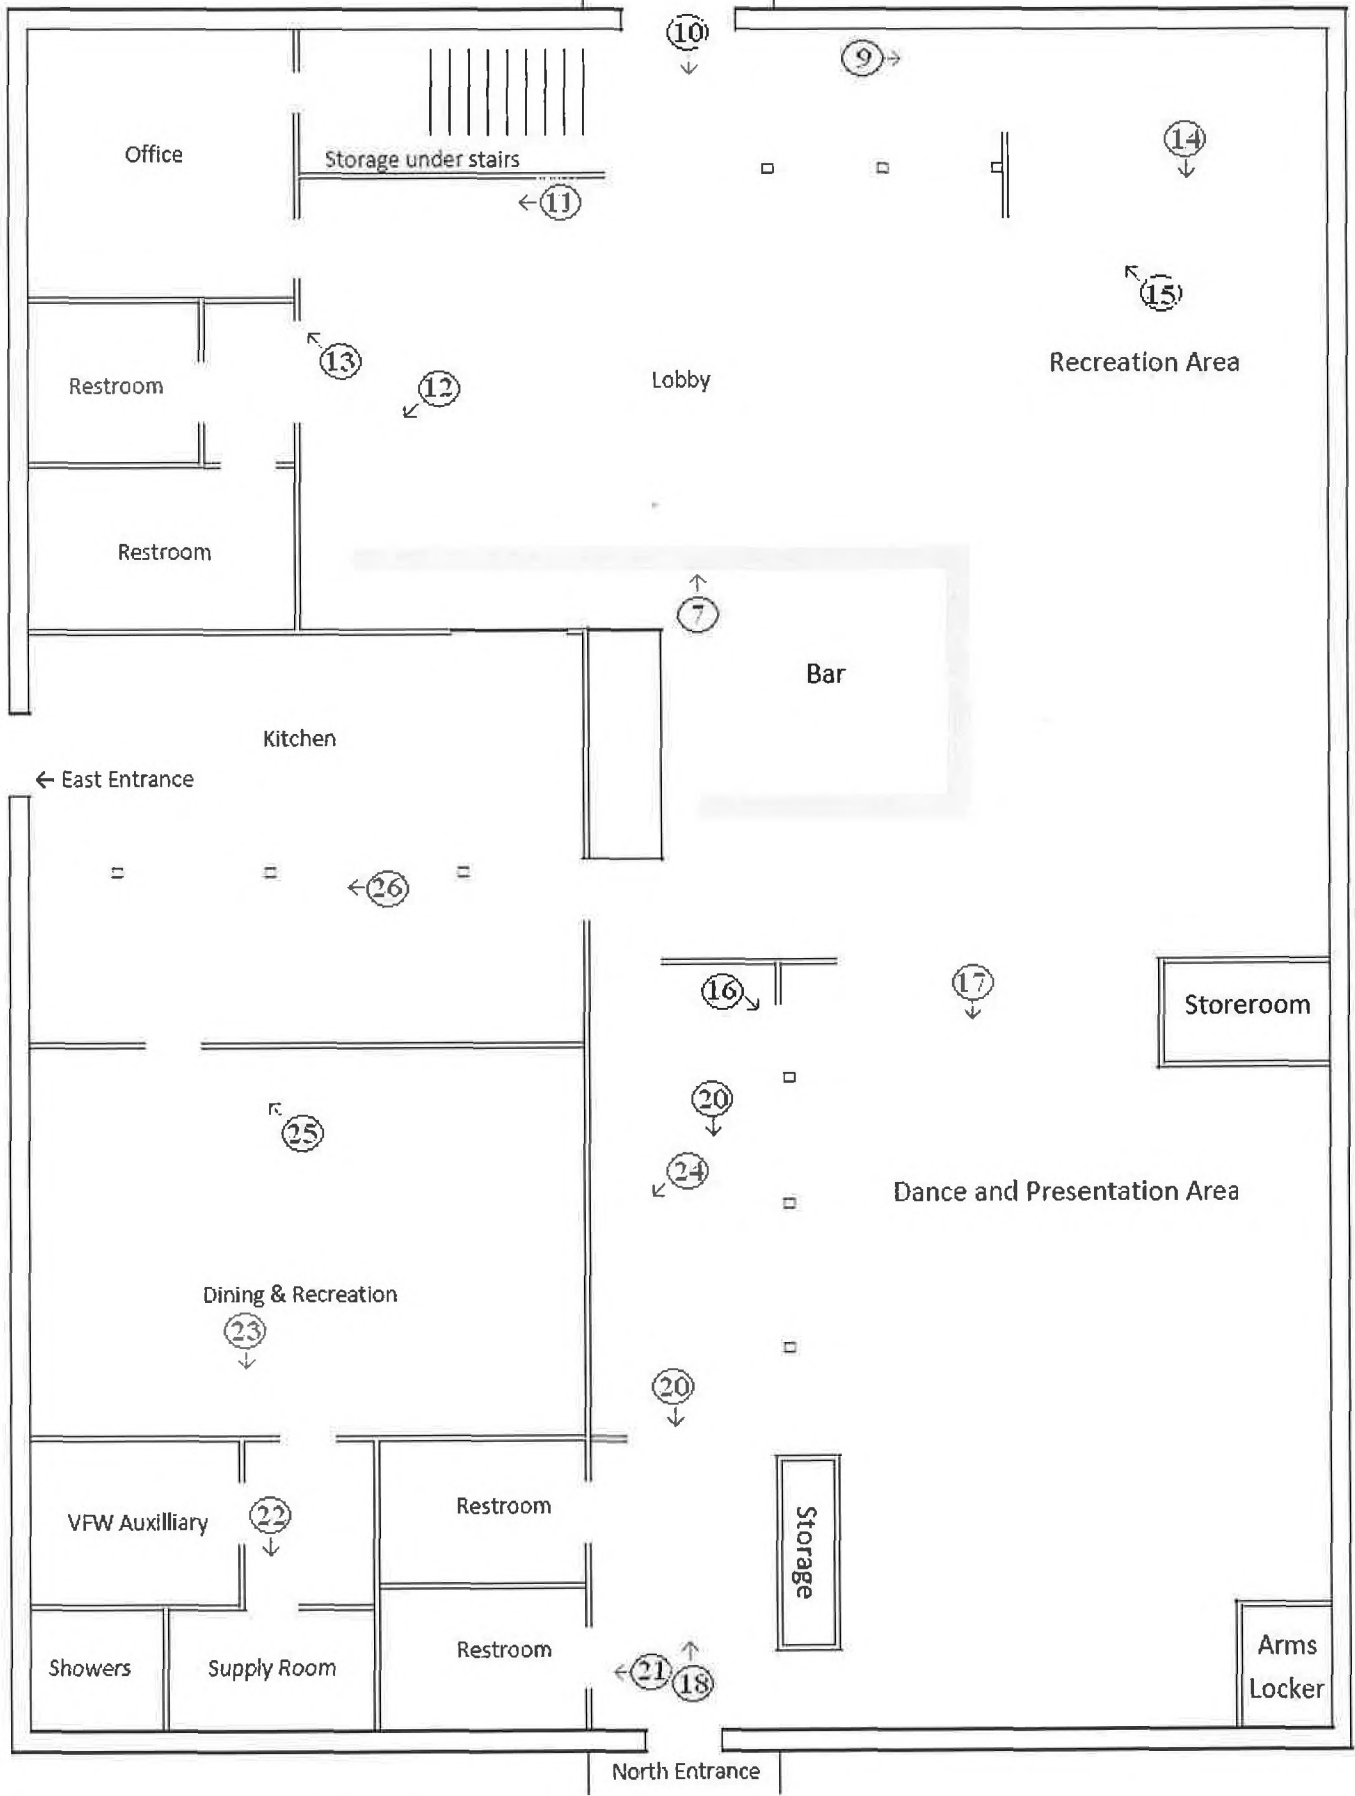 10
9
14
Office
Storage under stairs
11
15
13
12
Restroom
Lobby
Recreation Area
Restroom
7
Bar
Kitchen
← East Entrance
26
16
17
Storeroom
25
20
24
Dance and Presentation Area
Dining & Recreation
23
20
VFW Auxilliary
22
Restroom
Storage
Showers
Supply Room
Restroom
21
18
Arms
Locker
North Entrance